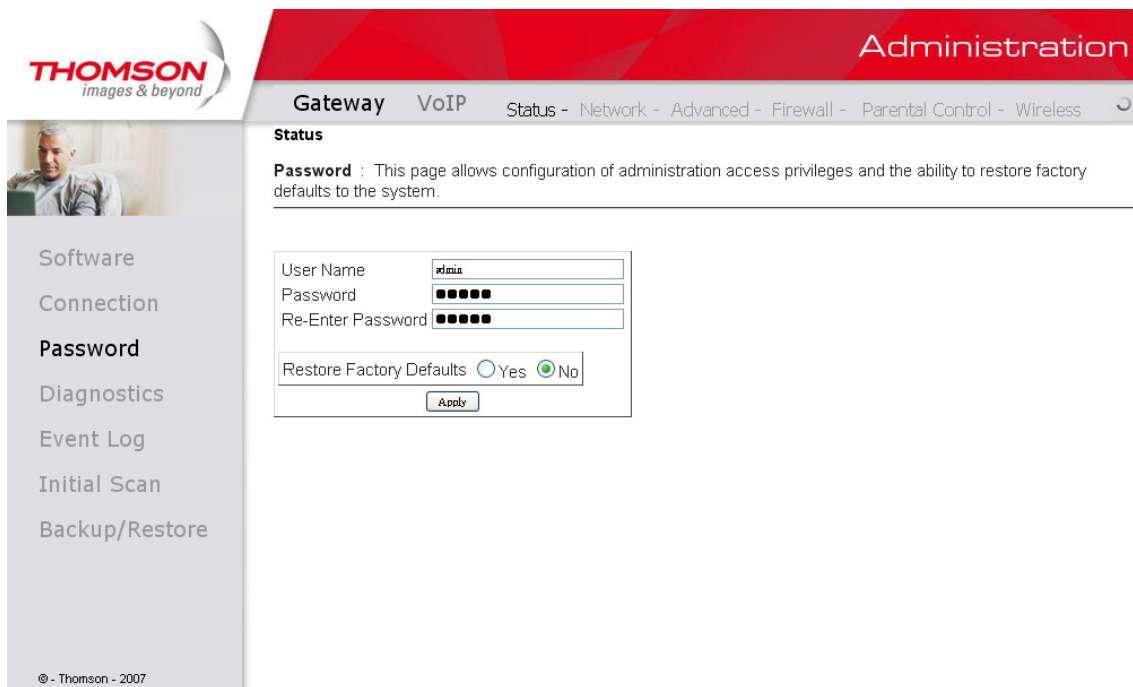 THOMSON
images & beyond
Administration
Gateway VoIP Status - Network - Advanced - Firewall - Parental Control - Wireless
Status
Password : This page allows configuration of administration access privileges and the ability to restore factory
defaults to the system.
Software
Connection
Password
Diagnostics
Event Log
Initial Scan
Backup/Restore
User Name admin
Password ●●●●●
Re-Enter Password ●●●●●
Restore Factory Defaults Yes No
Apply
© - Thomson - 2007